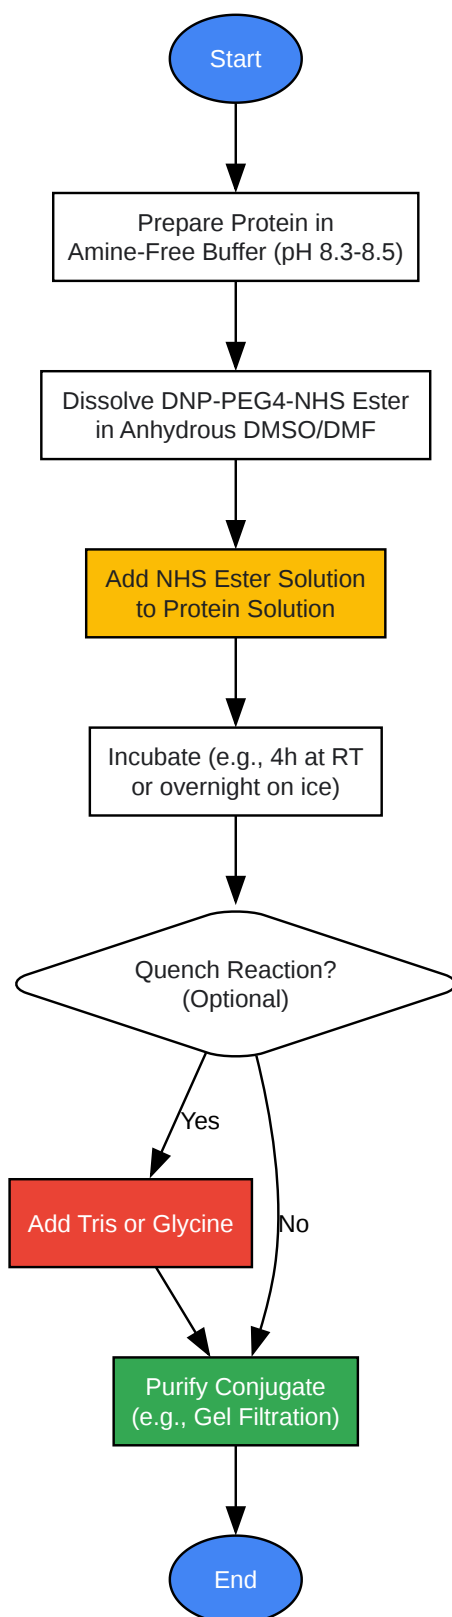 Start
Prepare Protein in
Amine-Free Buffer (pH 8.3-8.5)
Dissolve DNP-PEG4-NHS Ester
in Anhydrous DMSO/DMF
Add NHS Ester Solution
to Protein Solution
Incubate (e.g., 4h at RT
or overnight on ice)
Quench Reaction?
(Optional)
Yes
Add Tris or Glycine
No
Purify Conjugate
(e.g., Gel Filtration)
End